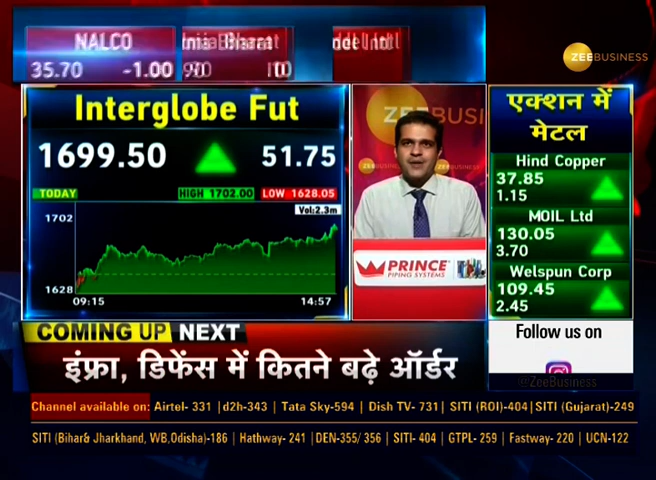 NALCO
35.70 -1.00
ZEEBUSINESS
Interglobe Fut
1699.50 51.75
TODAY HIGH 1702.00 LOW 1628.05
Vol:2.3m
1702
1628
09:15 14:57
ZEEBUSI
PRINCE
PIPING SYSTEMS
एक्शन में
मेटल
Hind Copper
37.85
1.15
MOIL Ltd
130.05
3.70
Welspun Corp
109.45
2.45
COMING UP NEXT
इंफ्रा, डिफेंस में कितने बढ़े ऑर्डर
Follow us on
@ZeeBusiness
Channel available on: Airtel- 331 | d2h-343 | Tata Sky-594 | Dish TV- 731 | SITI (ROI)-404 | SITI (Gujarat)-249
SITI (Bihar& Jharkhand, WB,Odisha)-186 | Hathway- 241 | DEN-355/ 356 | SITI- 404 | GTPL- 259 | Fastway- 220 | UCN-122